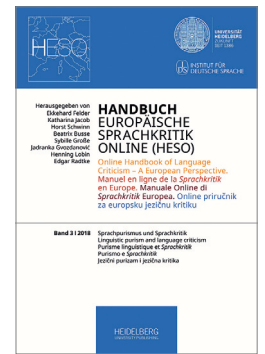 HESO
UNIVERSITÄT
HEIDELBERG
ZUKUNFT
SEIT 1386
INSTITUT FÜR
DEUTSCHE SPRACHE
Herausgegeben von
Ekkehard Felder
Katharina Jacob
Horst Schwinn
Beatrix Busse
Sybille Große
Jadranka Gvozdanović
Henning Lobin
Edgar Radtke
HANDBUCH
EUROPÄISCHE
SPRACHKRITIK
ONLINE (HESO)
Online Handbook of Language
Criticism – A European Perspective.
Manuel en ligne de la Sprachkritik
en Europe. Manuale Online di
Sprachkritik Europea. Online priručnik
za europsku jezičnu kritiku
Band 3 | 2018
Sprachpurismus und Sprachkritik
Linguistic purism and language criticism
Purisme linguistique et Sprachkritik
Purismo e Sprachkritik
Jezični purizam i jezična kritika
HEIDELBERG
UNIVERSITY PUBLISHING